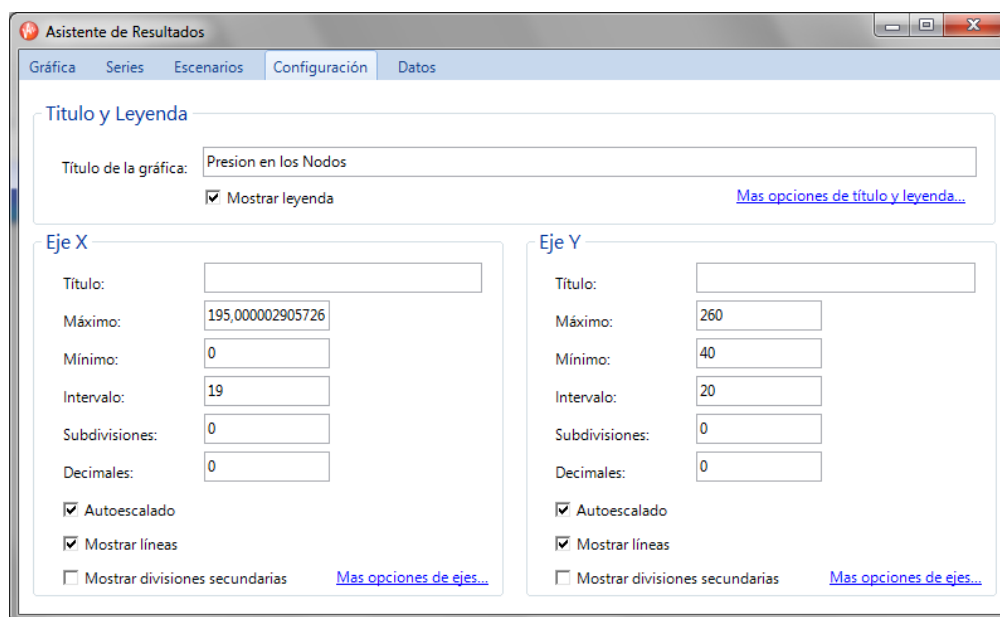 Asistente de Resultados
Gráfica Series Escenarios Configuración Datos
Titulo y Leyenda
Título de la gráfica: Presion en los Nodos
Mostrar leyenda Mas opciones de título y leyenda...
Eje X
Título:
Máximo: 195,000002905726
Mínimo: 0
Intervalo: 19
Subdivisiones: 0
Decimales: 0
Autoescalado
Mostrar líneas
Mostrar divisiones secundarias Mas opciones de ejes...
Eje Y
Título:
Máximo: 260
Mínimo: 40
Intervalo: 20
Subdivisiones: 0
Decimales: 0
Autoescalado
Mostrar líneas
Mostrar divisiones secundarias Mas opciones de ejes...